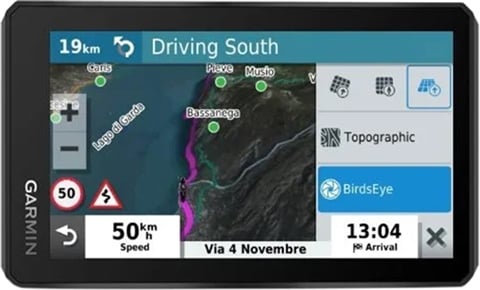 19km Driving South
Caris
Pieve
Musio
V
Bassanega
Lago di Garda
Topographic
BirdsEye
50
50 km
h
Speed
Via 4 Novembre
13:04
Arrival
GARMIN